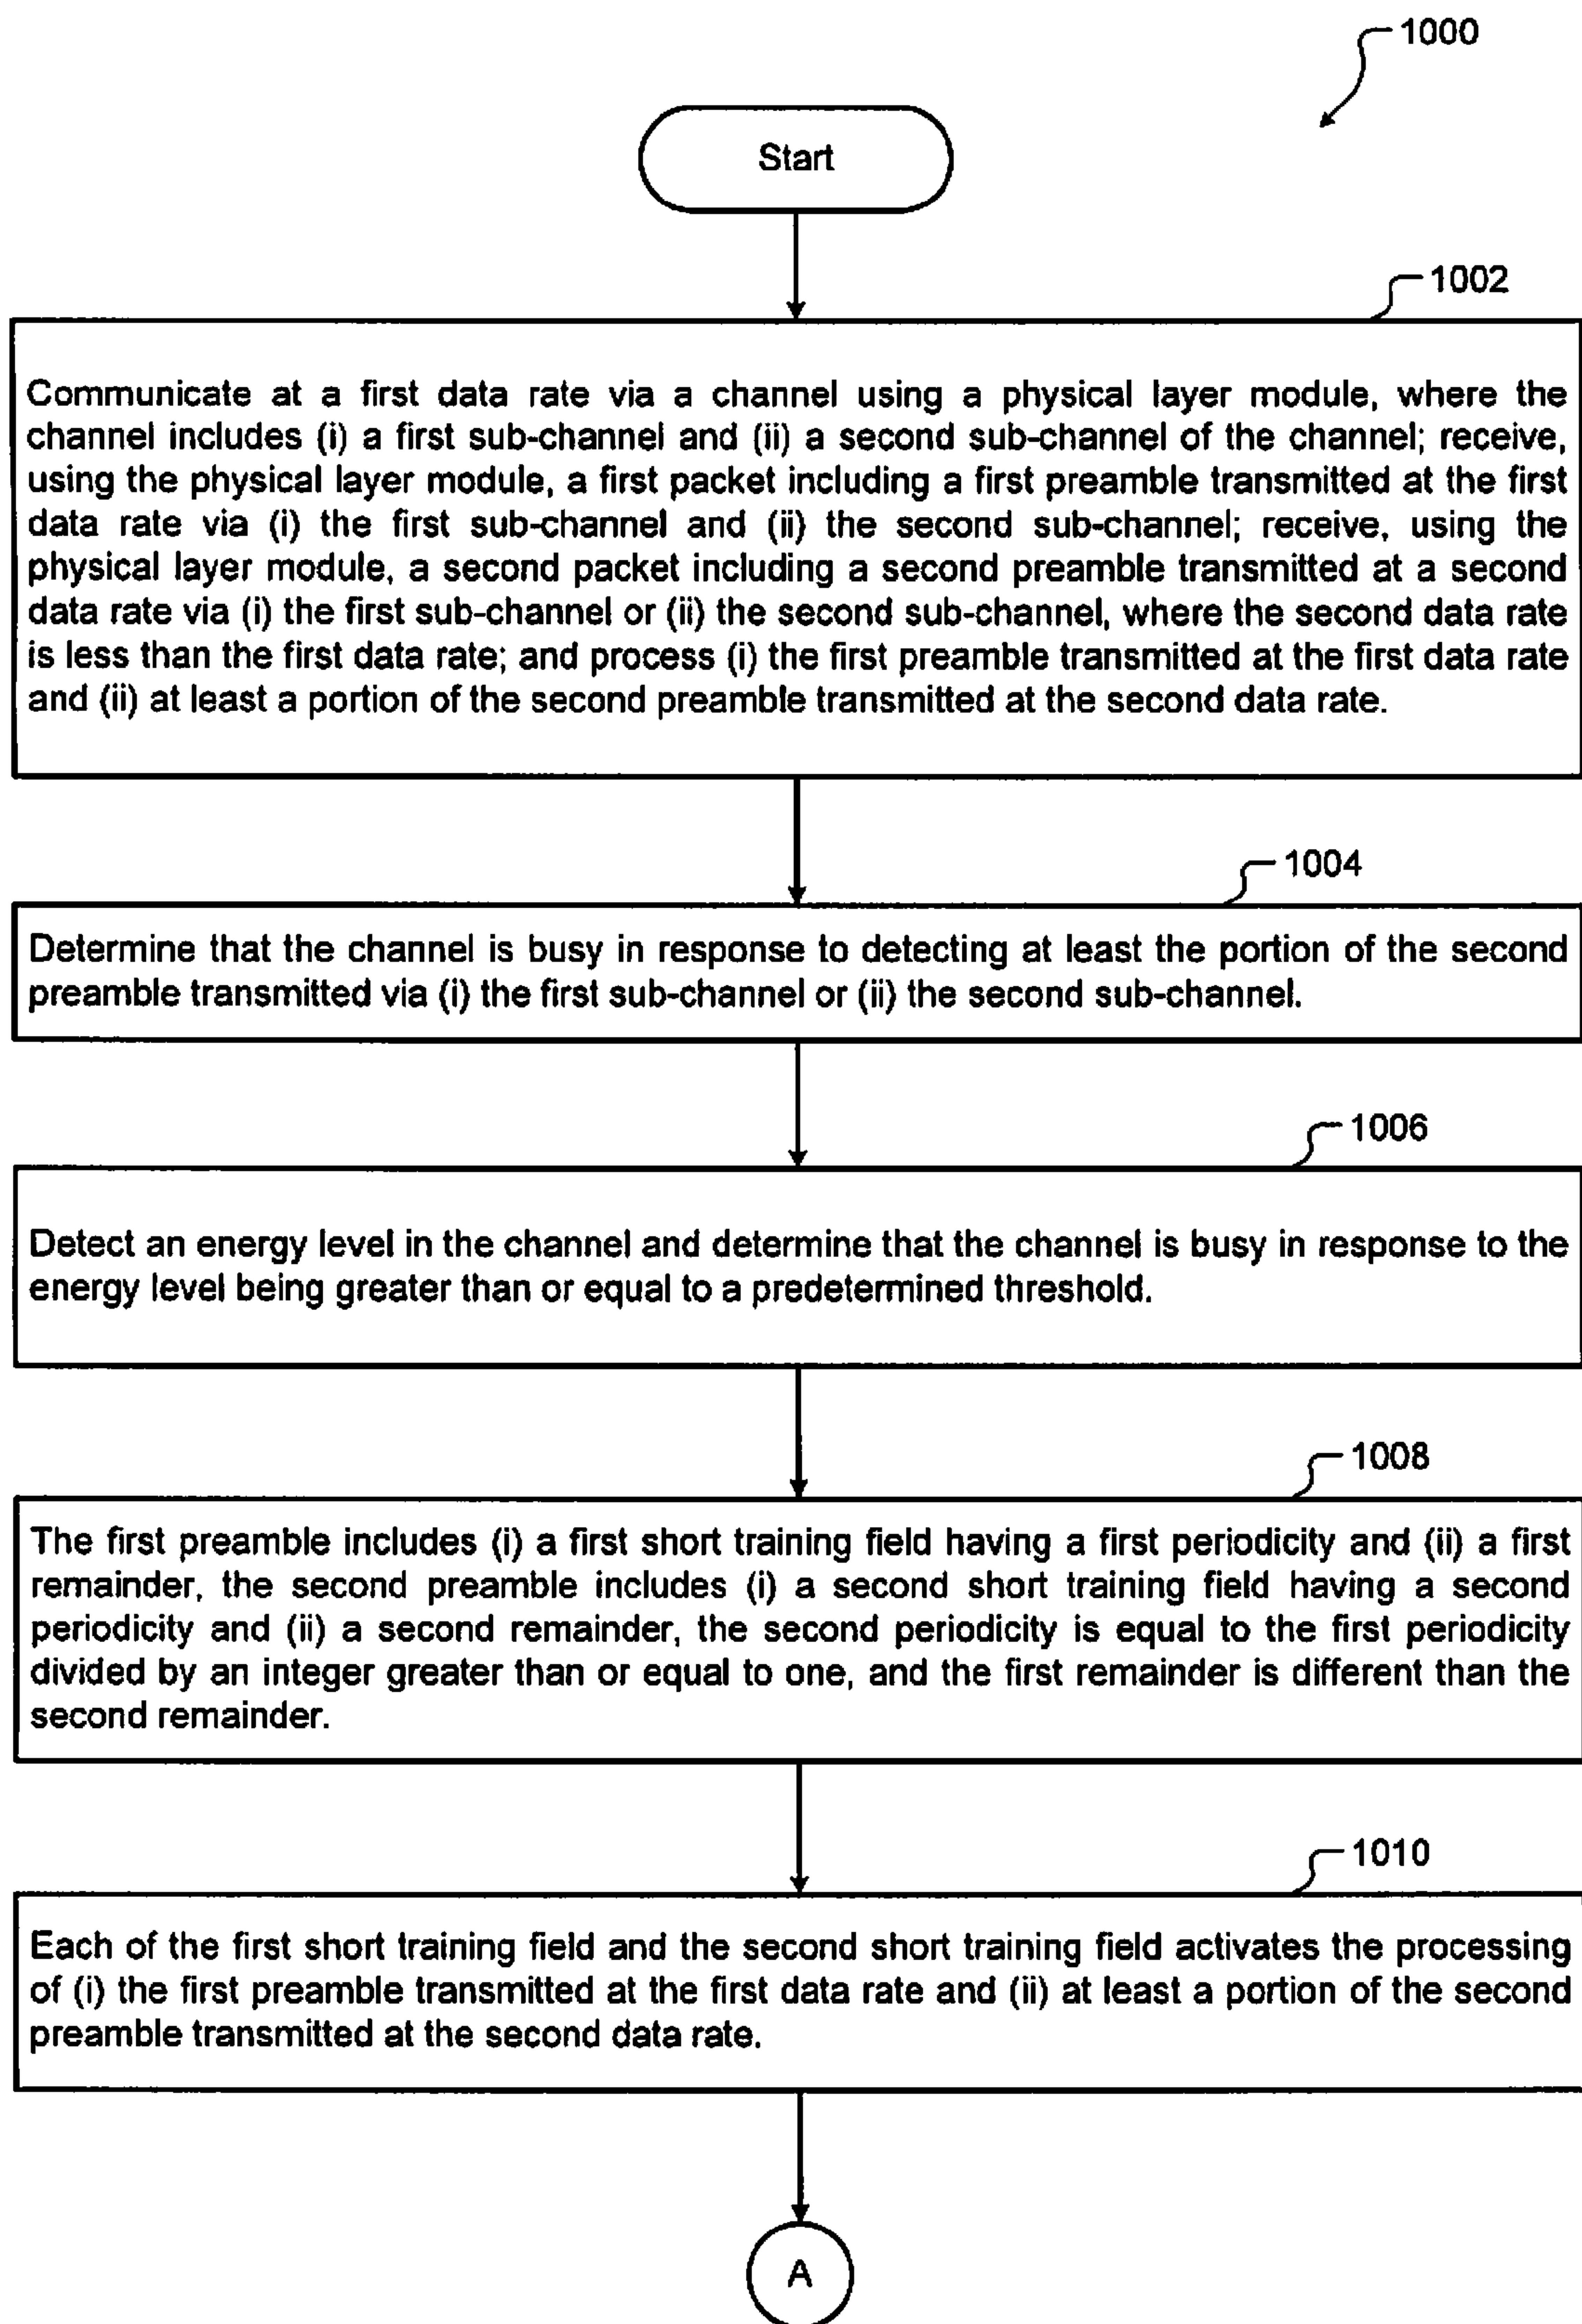 1000
Start
1002
Communicate at a first data rate via a channel using a physical layer module, where the
channel includes (i) a first sub-channel and (ii) a second sub-channel of the channel; receive,
using the physical layer module, a first packet including a first preamble transmitted at the first
data rate via (i) the first sub-channel and (ii) the second sub-channel; receive, using the
physical layer module, a second packet including a second preamble transmitted at a second
data rate via (i) the first sub-channel or (ii) the second sub-channel, where the second data rate
is less than the first data rate; and process (i) the first preamble transmitted at the first data rate
and (ii) at least a portion of the second preamble transmitted at the second data rate.
1004
Determine that the channel is busy in response to detecting at least the portion of the second
preamble transmitted via (i) the first sub-channel or (ii) the second sub-channel.
1006
Detect an energy level in the channel and determine that the channel is busy in response to the
energy level being greater than or equal to a predetermined threshold.
1008
The first preamble includes (i) a first short training field having a first periodicity and (ii) a first
remainder, the second preamble includes (i) a second short training field having a second
periodicity and (ii) a second remainder, the second periodicity is equal to the first periodicity
divided by an integer greater than or equal to one, and the first remainder is different than the
second remainder.
1010
Each of the first short training field and the second short training field activates the processing
of (i) the first preamble transmitted at the first data rate and (ii) at least a portion of the second
preamble transmitted at the second data rate.
A